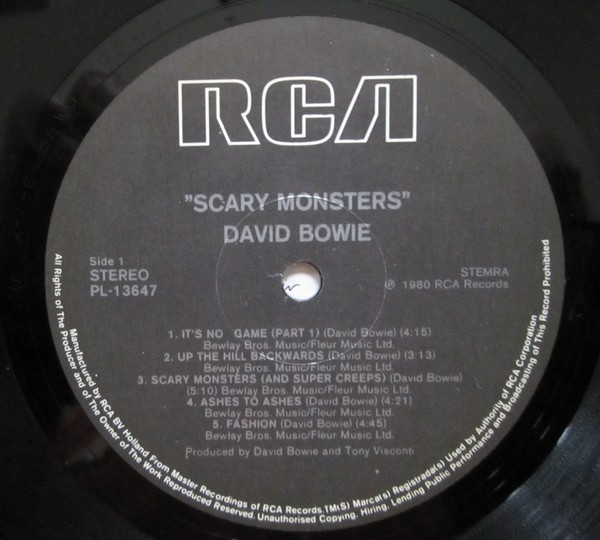 RCA
"SCARY MONSTERS"
DAVID BOWIE
Side 1
STEREO
PL-13647
STEMRA
℗ 1980 RCA Records
1. IT'S NO GAME (PART 1) (David Bowie) (4:15)
Bewlay Bros. Music/Fleur Music Ltd.
2. UP THE HILL BACKWARDS (David Bowie) (3:13)
Bewlay Bros. Music/Fleur Music Ltd.
3. SCARY MONSTERS (AND SUPER CREEPS) (David Bowie)
(5:10) Bewlay Bros. Music/Fleur Music Ltd.
4. ASHES TO ASHES (David Bowie) (4:21)
Bewlay Bros. Music/Fleur Music Ltd.
5. FASHION (David Bowie) (4:45)
Bewlay Bros. Music/Fleur Music Ltd.
Produced by David Bowie and Tony Visconti
Manufactured by RCA BV Holland From Master Recordings of RCA Records.TM(S) Marca(s) Registrada(s) Used by Authority of RCA Corporation
All Rights of The Producer and of The Owner of The Work Reproduced Reserved. Unauthorised Copying. Hiring. Lending Public Performance and Broadcasting of This Record Prohibited